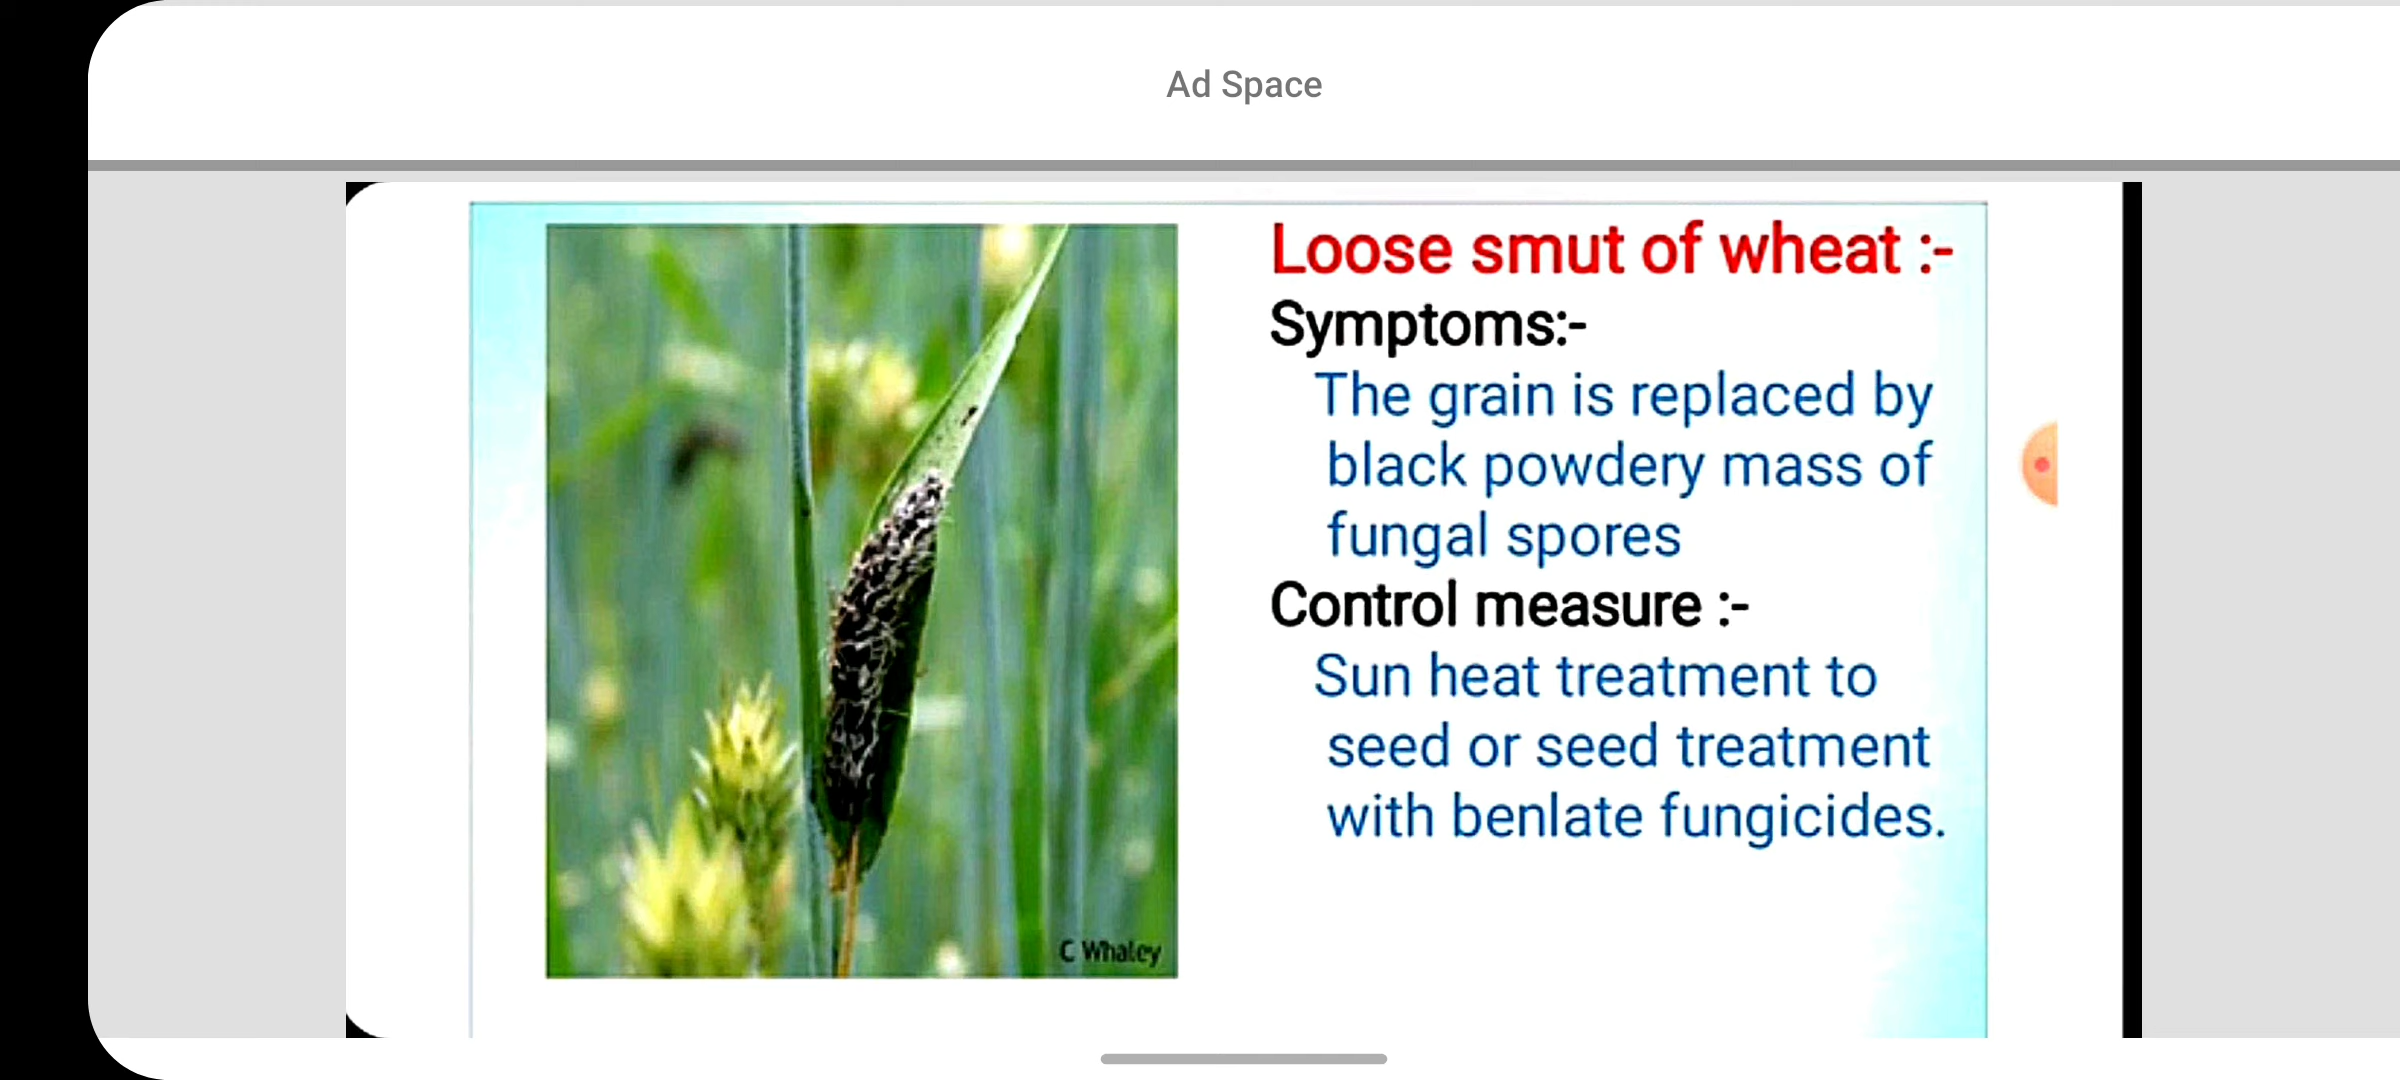 Ad Space
Loose smut of wheat :-
Symptoms:-
The grain is replaced by
black powdery mass of
fungal spores
Control measure :-
Sun heat treatment to
seed or seed treatment
with benlate fungicides.
C Whaley